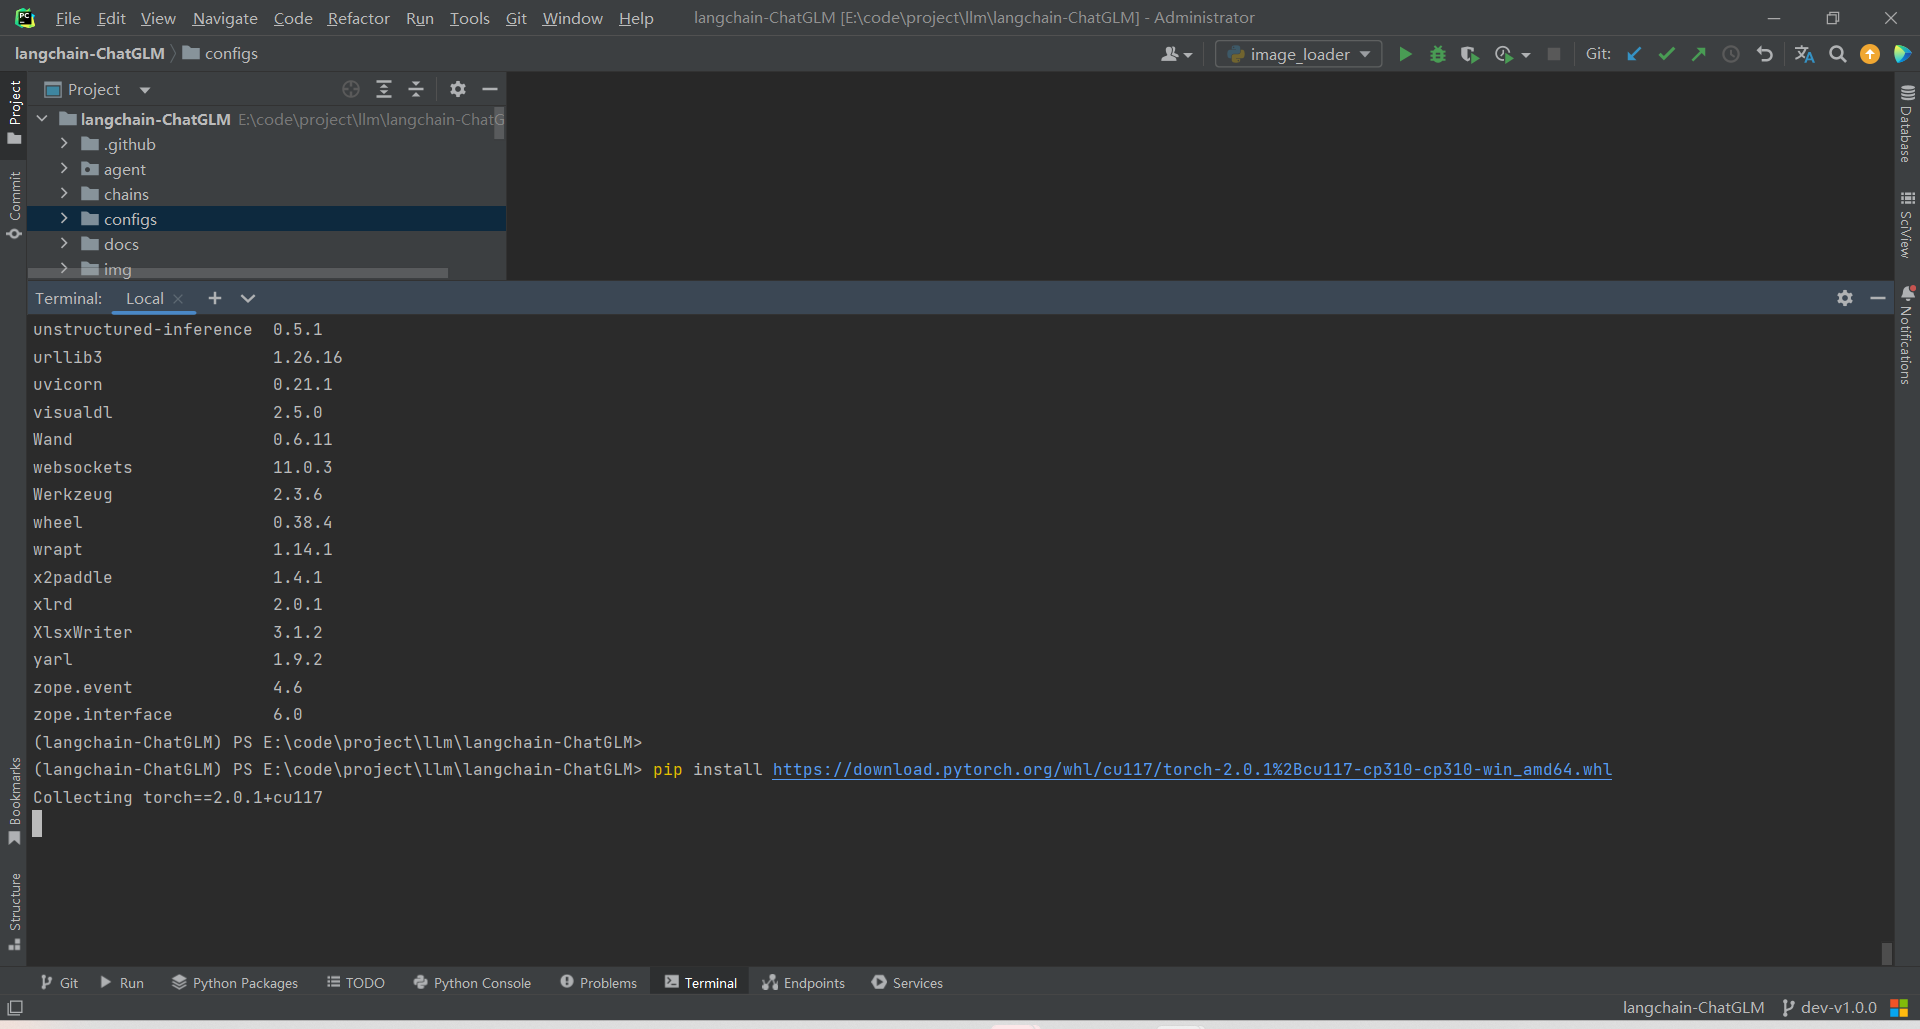 PC File Edit View Navigate Code Refactor Run Tools Git Window Help langchain-ChatGLM [E:\code\project\llm\langchain-ChatGLM] - Administrator
langchain-ChatGLM configs image_loader Git:
Project
langchain-ChatGLM E:\code\project\llm\langchain-ChatG
.github
agent
chains
configs
docs
img
Project
Commit
Bookmarks
Structure
Database
SciView
Notifications
Terminal: Local
unstructured-inference 0.5.1
urllib3 1.26.16
uvicorn 0.21.1
visualdl 2.5.0
Wand 0.6.11
websockets 11.0.3
Werkzeug 2.3.6
wheel 0.38.4
wrapt 1.14.1
x2paddle 1.4.1
xlrd 2.0.1
XlsxWriter 3.1.2
yarl 1.9.2
zope.event 4.6
zope.interface 6.0
(langchain-ChatGLM) PS E:\code\project\llm\langchain-ChatGLM>
(langchain-ChatGLM) PS E:\code\project\llm\langchain-ChatGLM> pip install https://download.pytorch.org/whl/cu117/torch-2.0.1%2Bcu117-cp310-cp310-win_amd64.whl
Collecting torch==2.0.1+cu117
Git Run Python Packages TODO Python Console Problems Terminal Endpoints Services
langchain-ChatGLM dev-v1.0.0